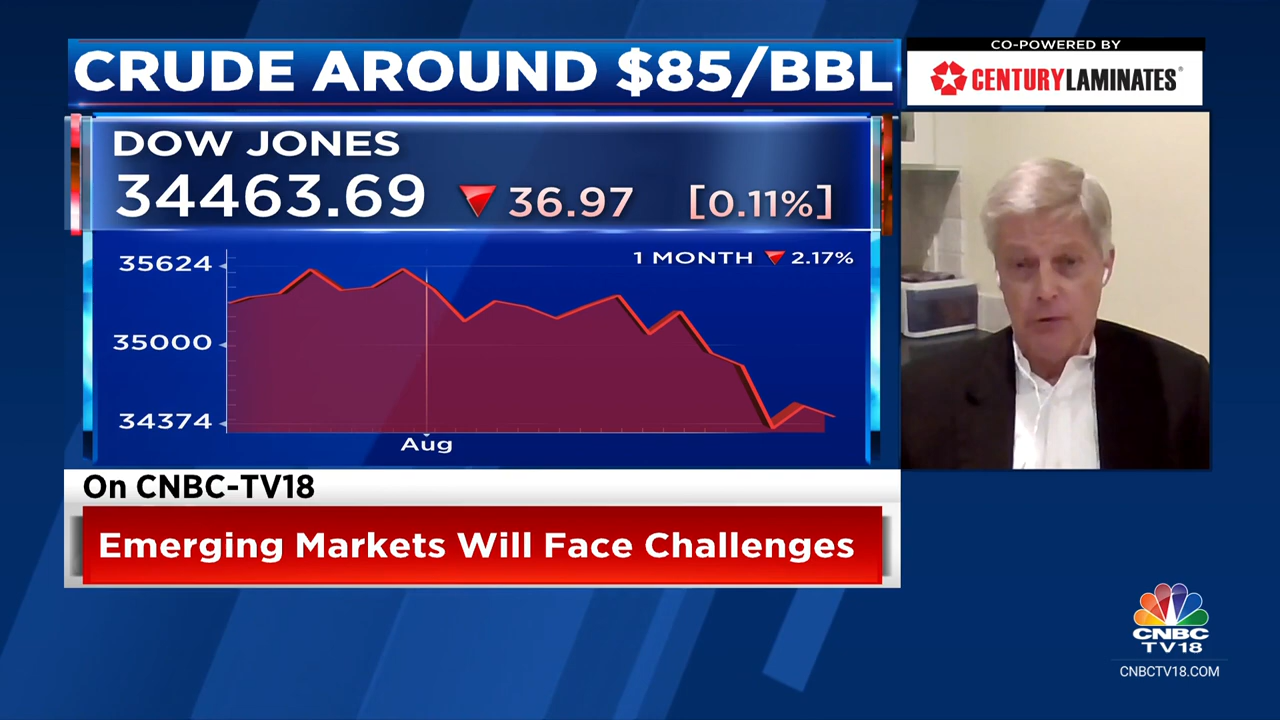 CRUDE AROUND $85/BBL
CO-POWERED BY
CENTURYLAMINATES®
DOW JONES
34463.69 ▼ 36.97 [0.11%]
1 MONTH ▼ 2.17%
35624
35000
34374
Aug
On CNBC-TV18
Emerging Markets Will Face Challenges
CNBC
TV18
CNBCTV18.COM